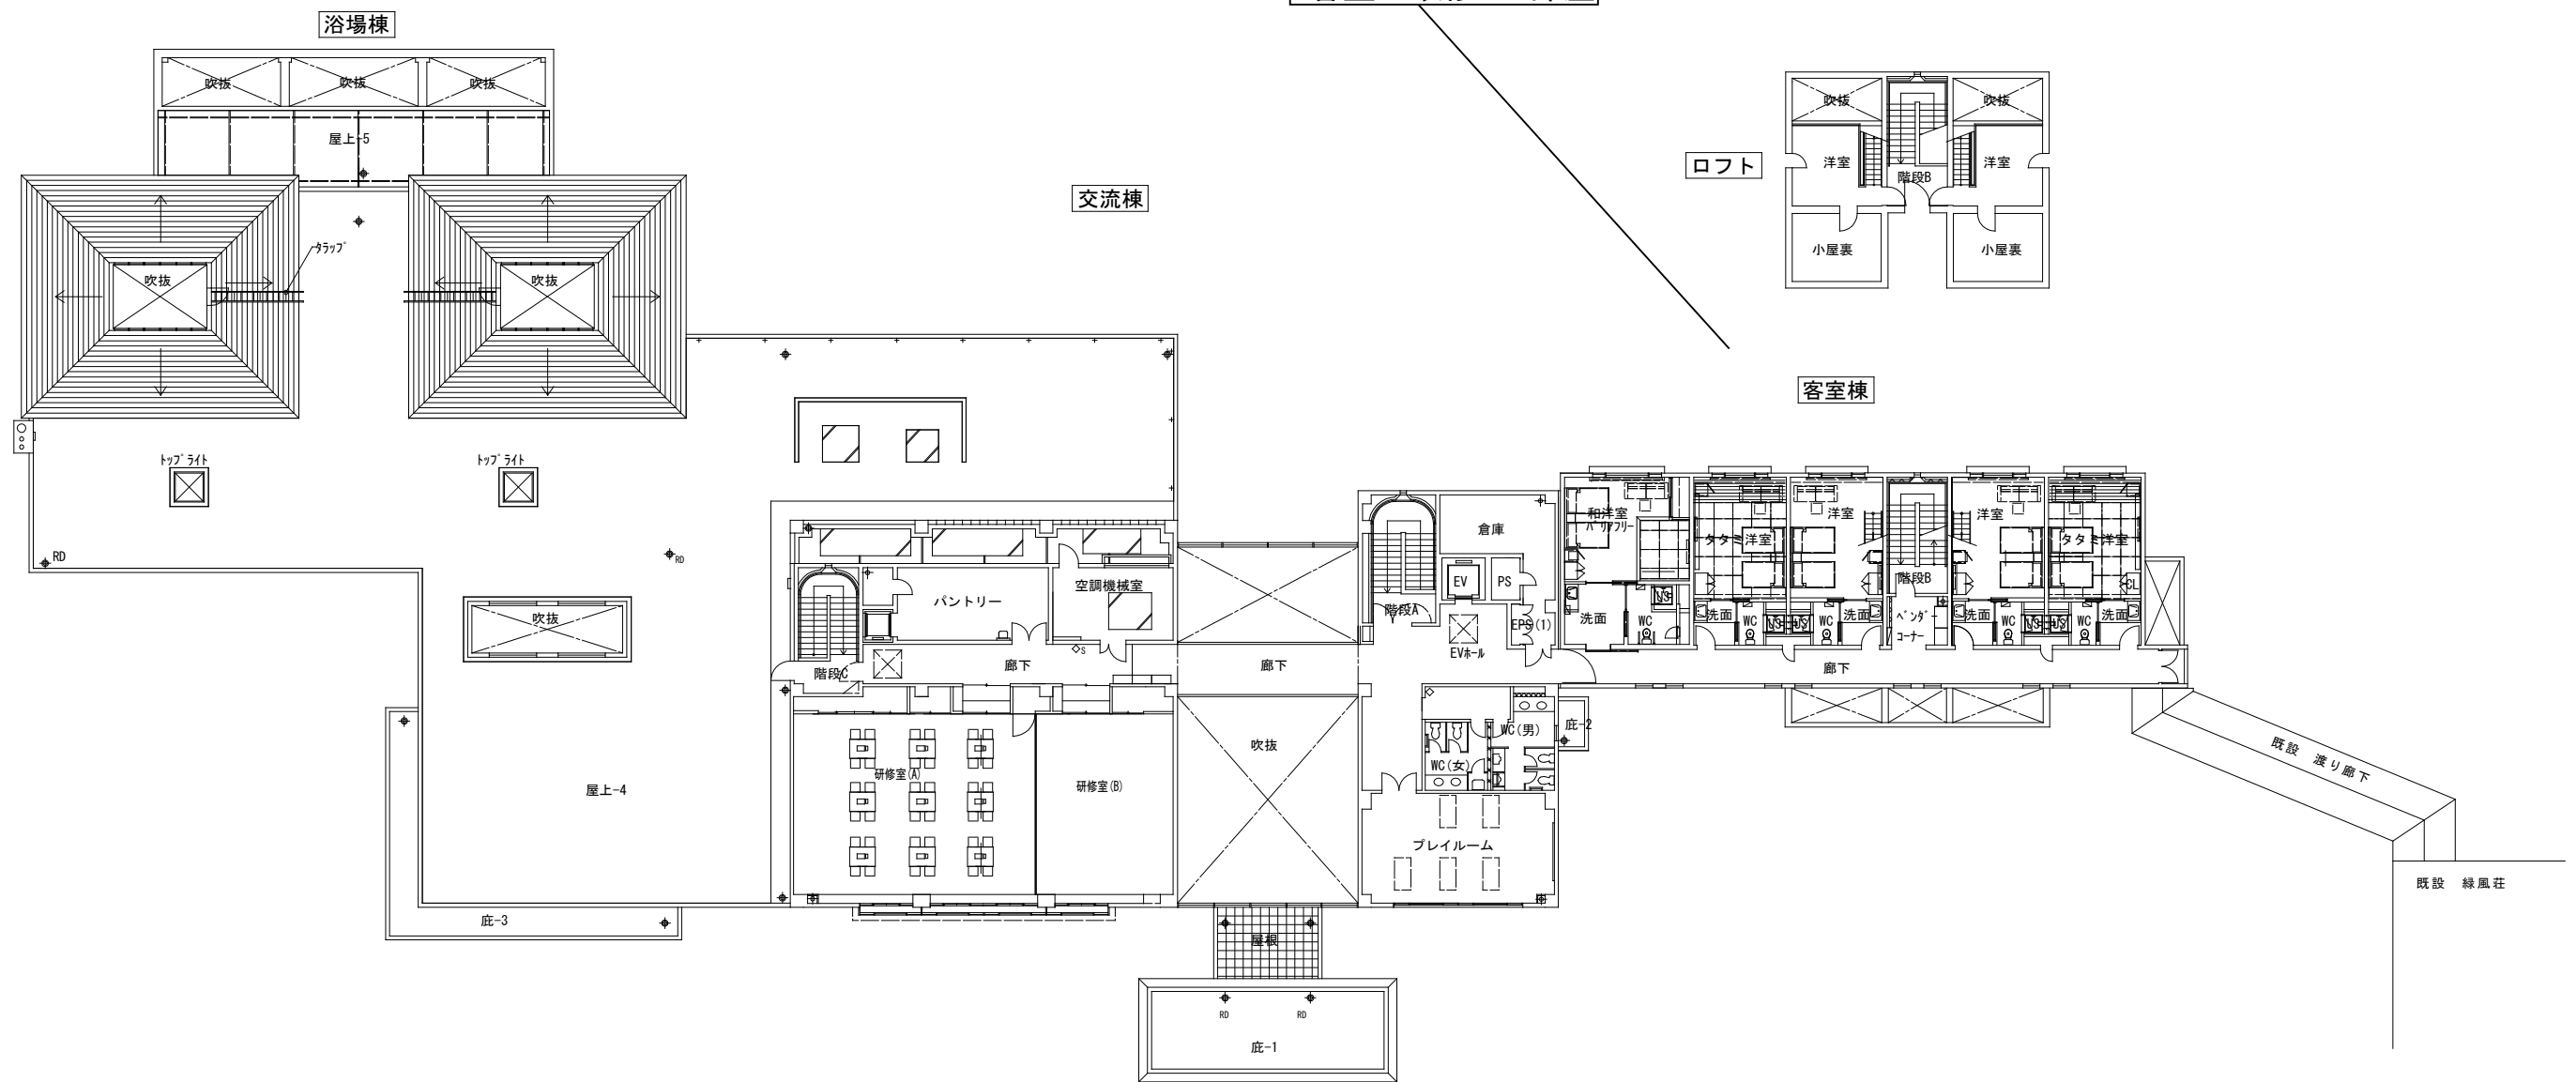 浴場棟
吹抜
吹抜
吹抜
屋上-5
吹抜
タラップ
吹抜
トップライト
トップライト
RD
RD
吹抜
屋上-4
庇-3
交流棟
パントリー
空調機械室
階段C
廊下
S
研修室(A)
研修室(B)
廊下
吹抜
屋根
RD
RD
庇-1
倉庫
EV
PS
階段A
EPS(1)
EVホール
WC(男)
WC(女)
庇-2
プレイルーム
ロフト
吹抜
吹抜
洋室
洋室
階段B
小屋裏
小屋裏
客室棟
和洋室
バリアフリー
タタミ洋室
洋室
洋室
タタミ洋室
階段B
CL
洗面
US
WC
洗面
WC
US
US
WC
洗面
ベンダー
コーナー
洗面
WC
US
US
WC
洗面
廊下
既設 渡り廊下
既設 緑風荘